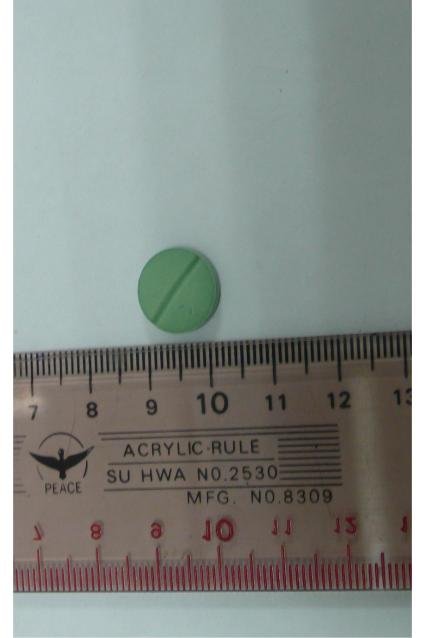 7 8 9 10 11 12 13
ACRYLIC·RULE
SU HWA NO.2530
PEACE
MFG. NO.8309
7 8 9 10 11 12